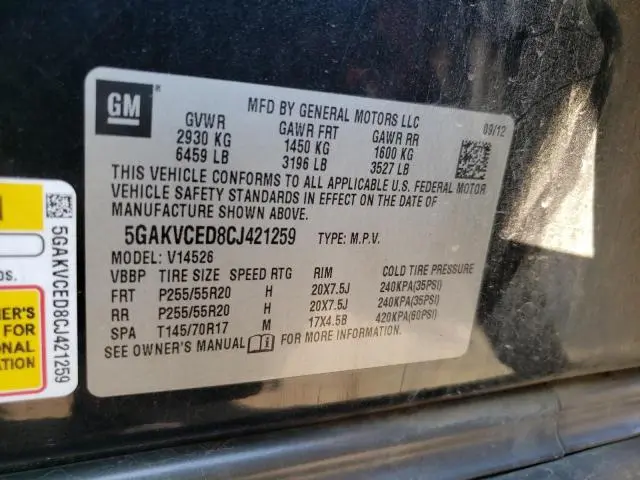 GM
MFD BY GENERAL MOTORS LLC
09/12
GVWR GAWR FRT GAWR RR
2930 KG 1450 KG 1600 KG
6459 LB 3196 LB 3527 LB
THIS VEHICLE CONFORMS TO ALL APPLICABLE U.S. FEDERAL MOTOR
VEHICLE SAFETY STANDARDS IN EFFECT ON THE DATE OF
MANUFACTURE SHOWN ABOVE.
5GAKVCED8CJ421259 TYPE: M.P.V.
MODEL: V14526
VBBP TIRE SIZE SPEED RTG RIM COLD TIRE PRESSURE
FRT P255/55R20 H 20X7.5J 240KPA(35PSI)
RR P255/55R20 H 20X7.5J 240KPA(35PSI)
SPA T145/70R17 M 17X4.5B 420KPA(60PSI)
SEE OWNER'S MANUAL FOR MORE INFORMATION.
5GAKVCED8CJ421259
WNER'S
FOR
ONAL
ATION